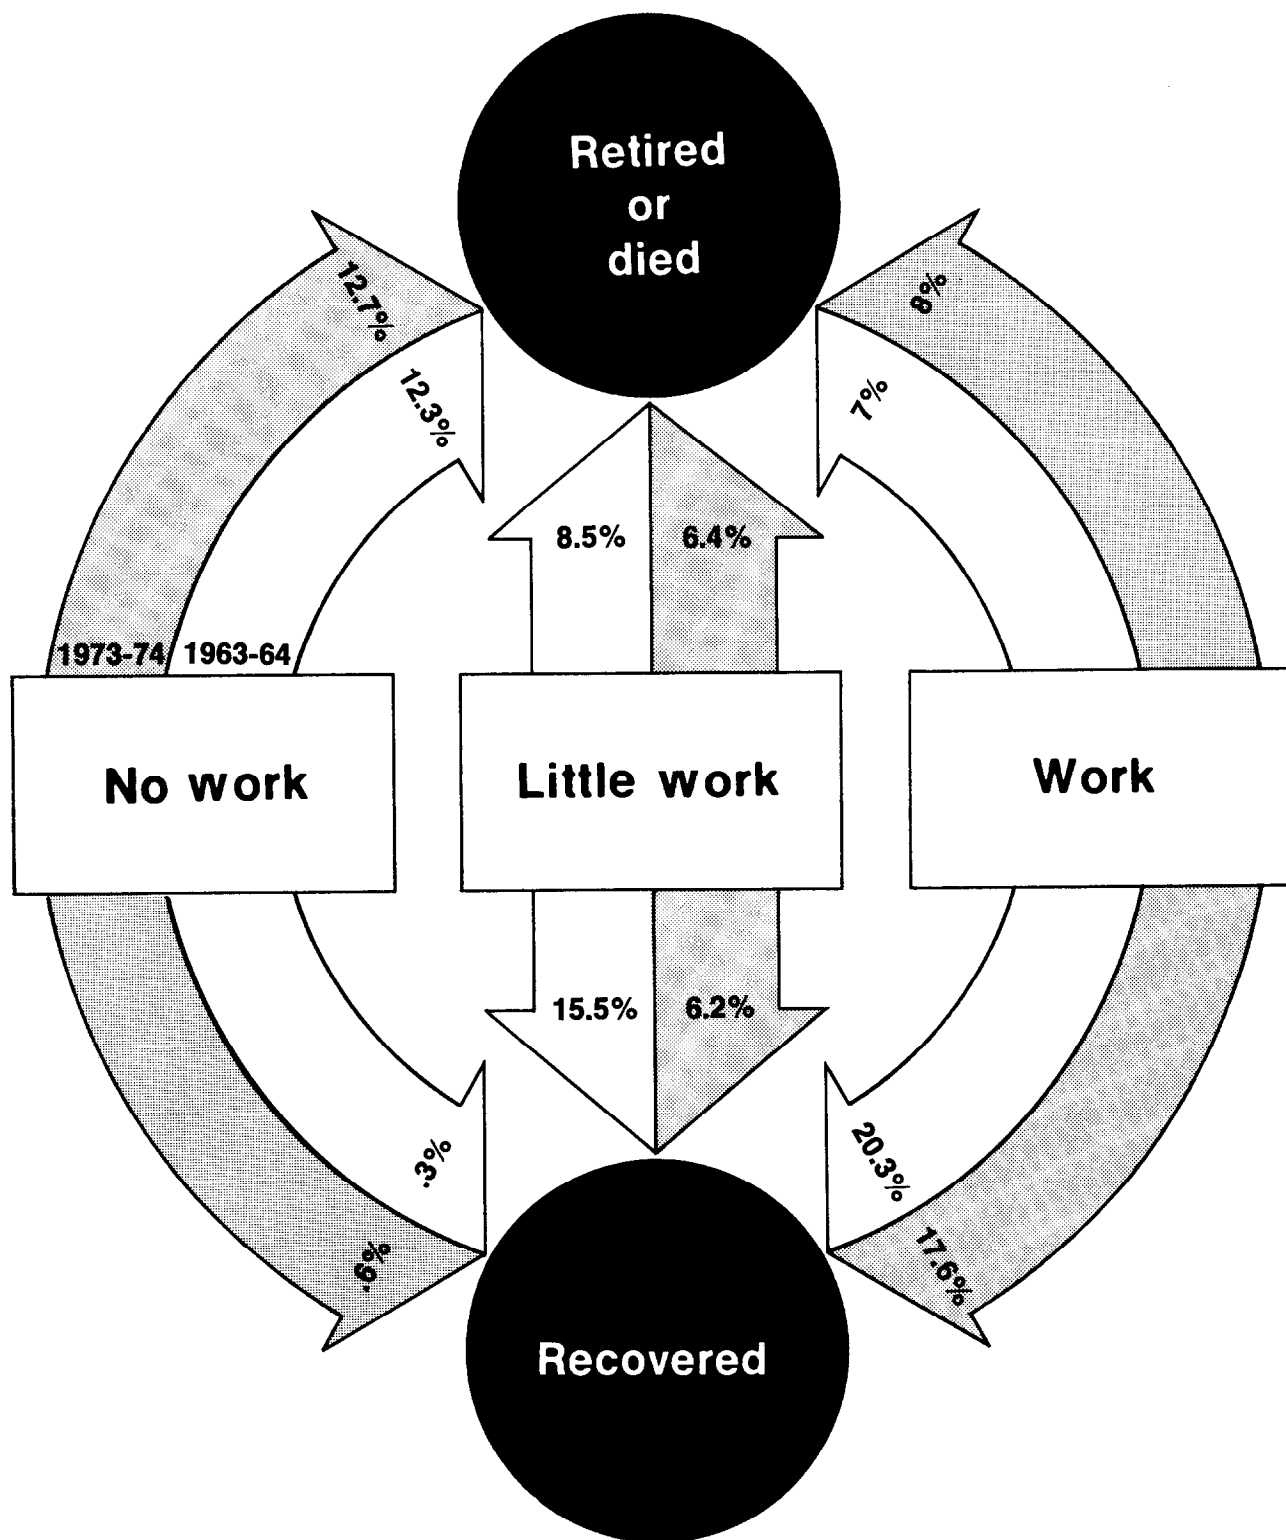 Retired
or
died
12.7%
8%
12.3%
7%
8.5%
6.4%
1973-74
1963-64
No work
Little work
Work
15.5%
6.2%
.3%
20.3%
.6%
17.6%
Recovered